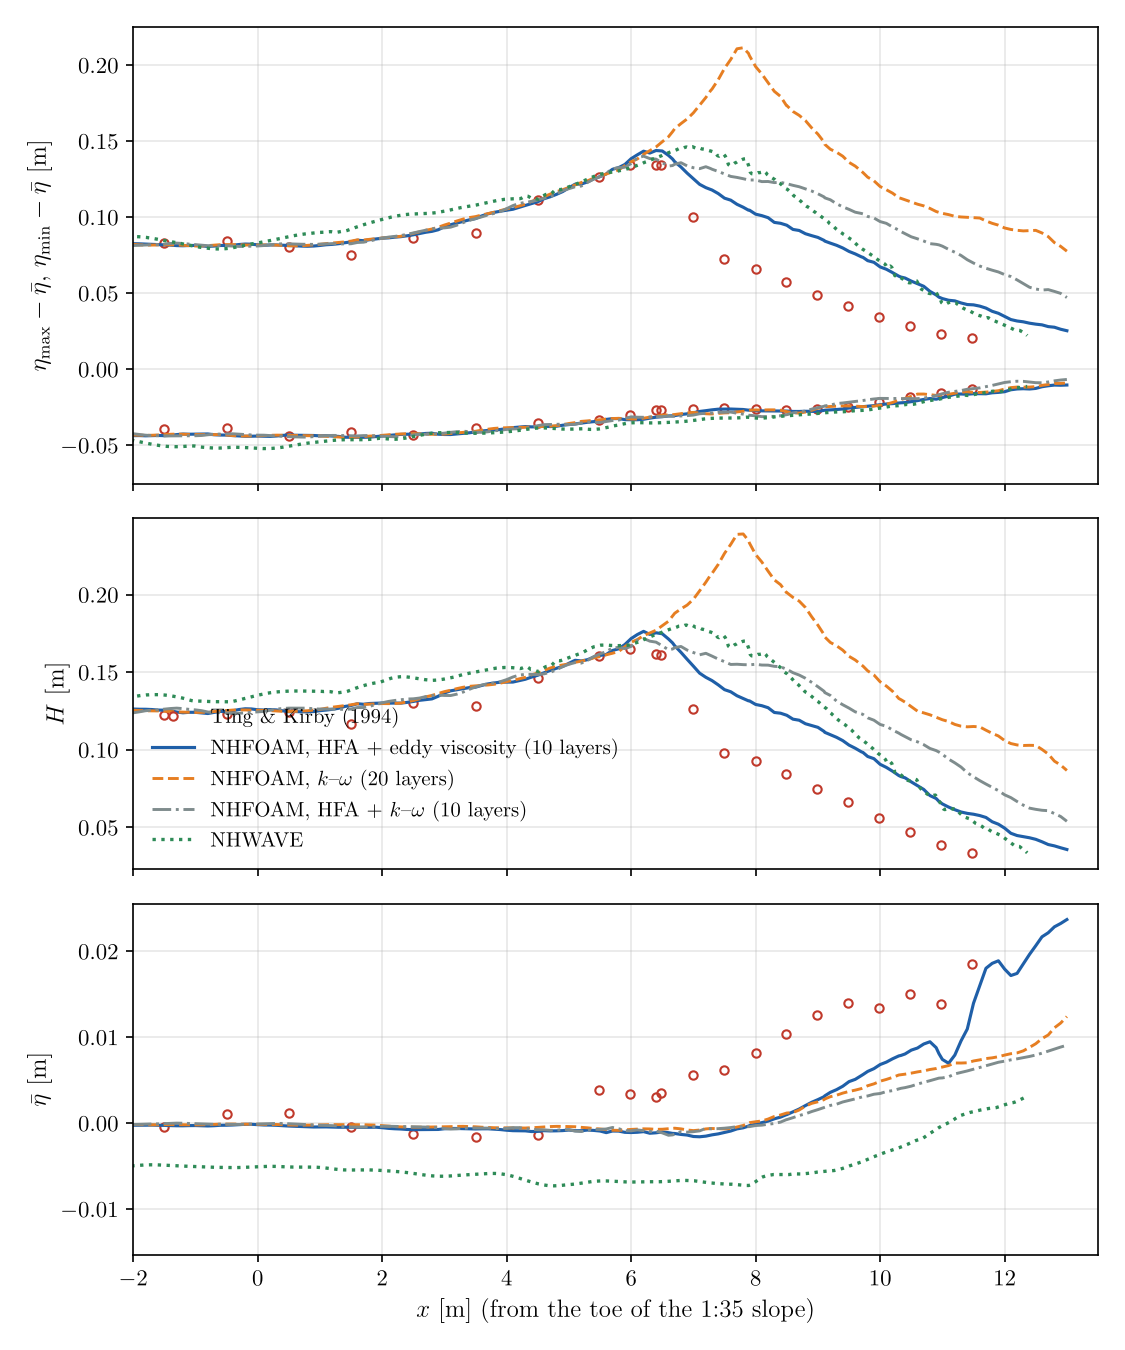 0.20
0.15
0.10
0.05
0.00
−0.05
η_max − η̄, η_min − η̄ [m]
0.20
0.15
0.10
0.05
H [m]
Ting & Kirby (1994)
NHFOAM, HFA + eddy viscosity (10 layers)
NHFOAM, k–ω (20 layers)
NHFOAM, HFA + k–ω (10 layers)
NHWAVE
0.02
0.01
0.00
−0.01
η̄ [m]
−2 0 2 4 6 8 10 12
x [m] (from the toe of the 1:35 slope)